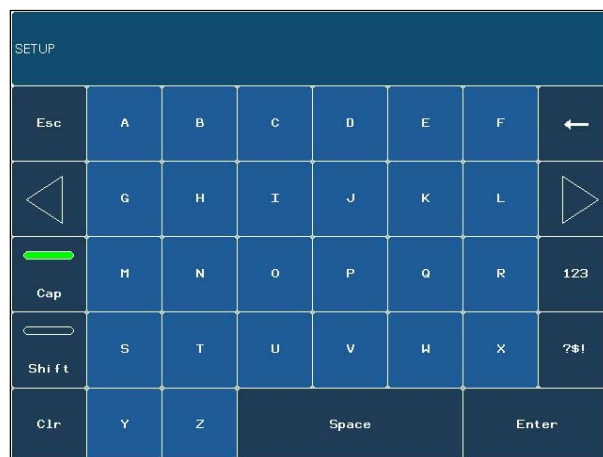 SETUP
Esc A B C D E F ←
G H I J K L
M N O P Q R 123
Cap
S T U V W X ?$!
Shift
Clr Y Z Space Enter